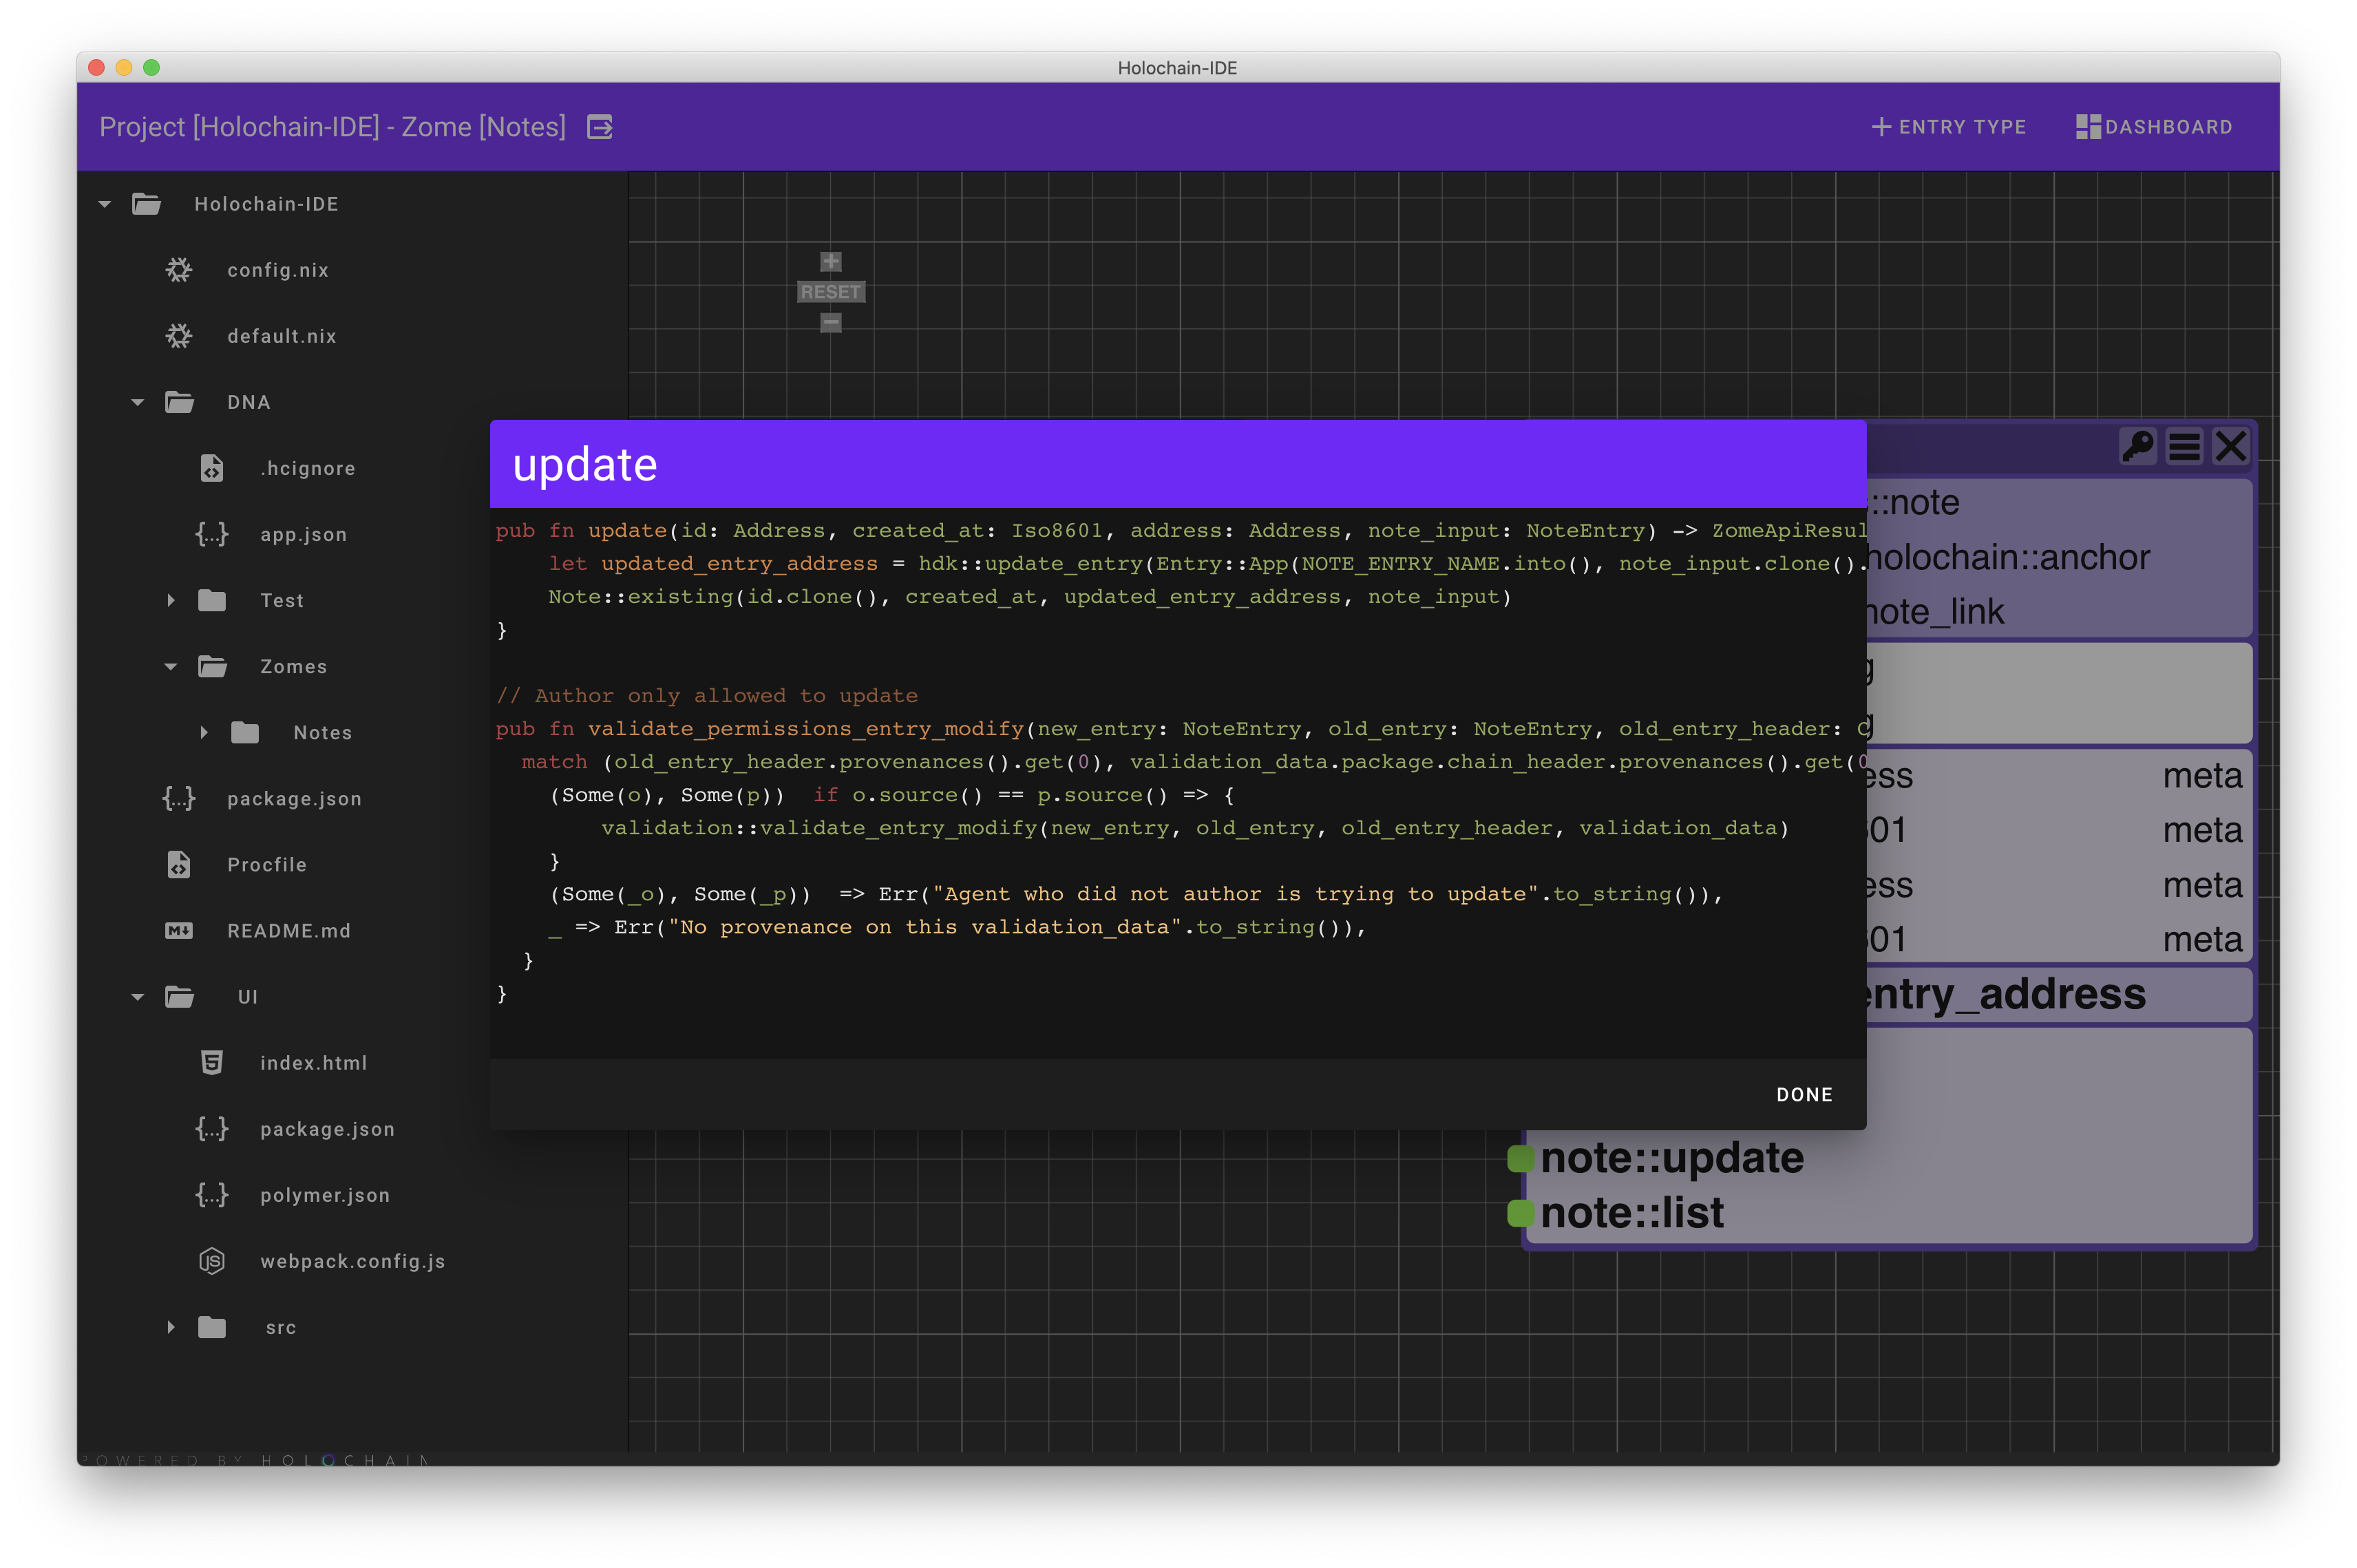 Holochain-IDE
Project [Holochain-IDE] - Zome [Notes]
ENTRY TYPE
DASHBOARD
Holochain-IDE
config.nix
default.nix
DNA
.hcignore
{...} app.json
Test
Zomes
Notes
{...} package.json
Procfile
README.md
UI
index.html
{...} package.json
{...} polymer.json
JS webpack.config.js
src
POWERED BY HOLOCHAIN
+
RESET
−
update
pub fn update(id: Address, created_at: Iso8601, address: Address, note_input: NoteEntry) -> ZomeApiResul
let updated_entry_address = hdk::update_entry(Entry::App(NOTE_ENTRY_NAME.into(), note_input.clone().
Note::existing(id.clone(), created_at, updated_entry_address, note_input)
}
// Author only allowed to update
pub fn validate_permissions_entry_modify(new_entry: NoteEntry, old_entry: NoteEntry, old_entry_header:
match (old_entry_header.provenances().get(0), validation_data.package.chain_header.provenances().get(0
(Some(o), Some(p))  if o.source() == p.source() => {
validation::validate_entry_modify(new_entry, old_entry, old_entry_header, validation_data)
}
(Some(_o), Some(_p))  => Err("Agent who did not author is trying to update".to_string()),
_ => Err("No provenance on this validation_data".to_string()),
}
}
DONE
::note
holochain::anchor
note_link
g
g
ess meta
601 meta
ess meta
601 meta
entry_address
note::update
note::list